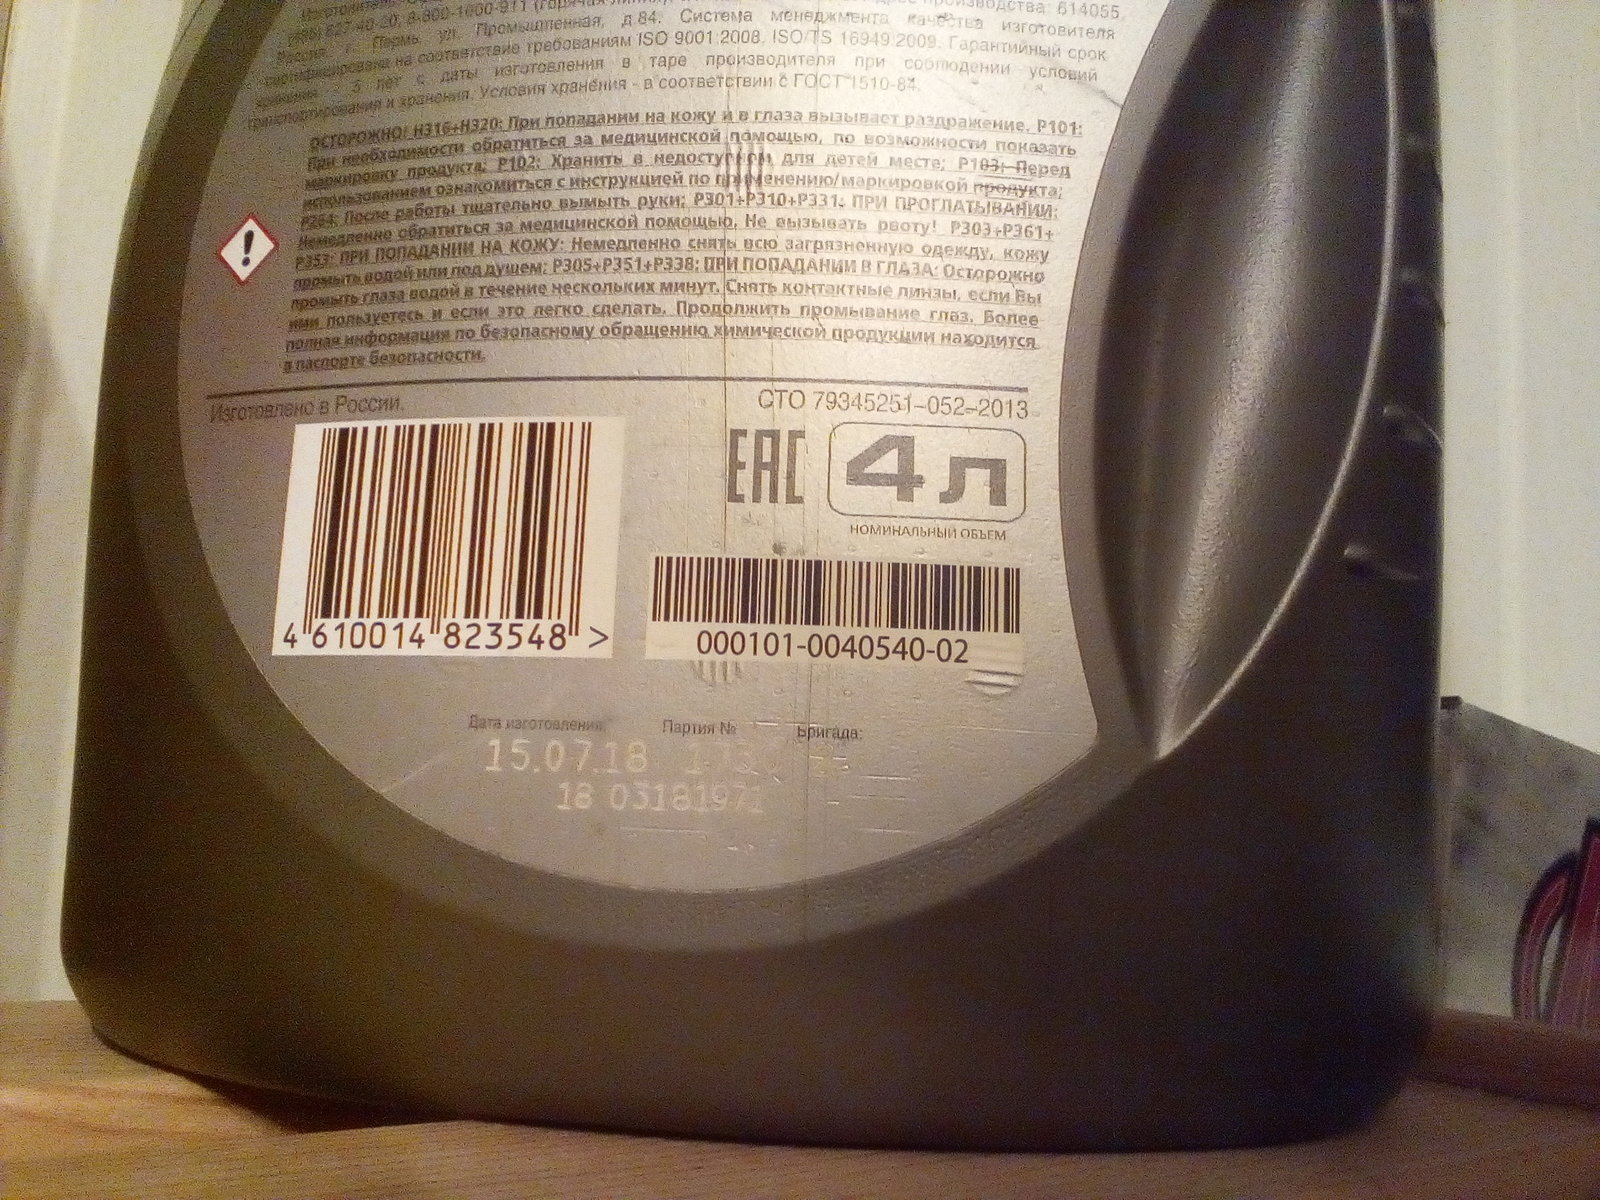 производства: 614055,
8-800-1000-911
Россия, г. Пермь, ул. Промышленная, д.84. Система менеджмента качества изготовителя
сертифицирована на соответствие требованиям ISO 9001:2008, ISO/TS 16949:2009. Гарантийный срок
хранения - 5 лет с даты изготовления в таре производителя при соблюдении условий
транспортирования и хранения. Условия хранения - в соответствии с ГОСТ 1510-84.
ОСТОРОЖНО! H316+H320: При попадании на кожу и в глаза вызывает раздражение. P101:
При необходимости обратиться за медицинской помощью, по возможности показать
маркировку продукта; P102: Хранить в недоступном для детей месте; P103: Перед
использованием ознакомиться с инструкцией по применению/маркировкой продукта;
P264: После работы тщательно вымыть руки; P301+P310+P331: ПРИ ПРОГЛАТЫВАНИИ:
Немедленно обратиться за медицинской помощью. Не вызывать рвоту! P303+P361+
P353: ПРИ ПОПАДАНИИ НА КОЖУ: Немедленно снять всю загрязненную одежду, кожу
промыть водой или под душем; P305+P351+P338: ПРИ ПОПАДАНИИ В ГЛАЗА: Осторожно
промыть глаза водой в течение нескольких минут. Снять контактные линзы, если Вы
ими пользуетесь и если это легко сделать. Продолжить промывание глаз. Более
полная информация по безопасному обращению химической продукции находится
в паспорте безопасности.
Изготовлено в России.
СТО 79345251–052–2013
EAC 4 л
НОМИНАЛЬНЫЙ ОБЪЕМ
4 610014 823548 >
000101-0040540-02
Дата изготовления: Партия № Бригада:
15.07.18 173
18 03181971